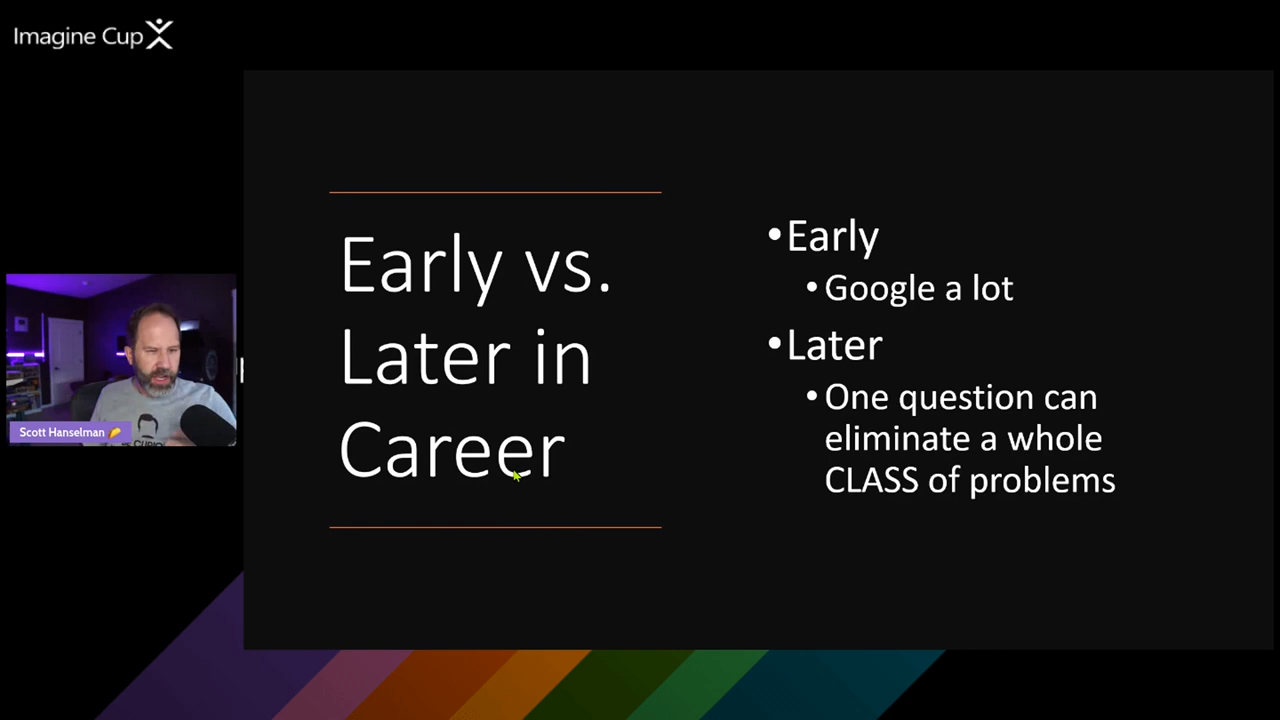 Imagine Cup
Early vs.
Later in
Career
•Early
•Google a lot
•Later
•One question can
eliminate a whole
CLASS of problems
Scott Hanselman